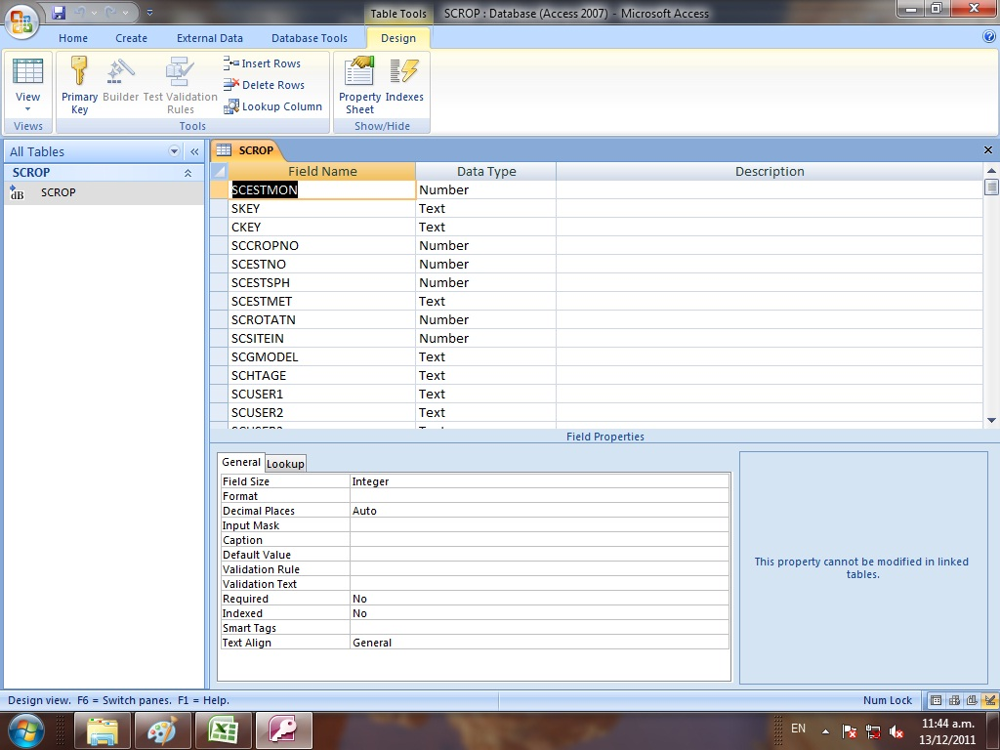 Table Tools SCROP : Database (Access 2007) - Microsoft Access
Home Create External Data Database Tools Design
View
Views
Primary Key
Builder
Test Validation Rules
Insert Rows
Delete Rows
Lookup Column
Tools
Property Sheet
Indexes
Show/Hide
All Tables
SCROP
dB SCROP
SCROP
Field Name Data Type Description
SCESTMON Number
SKEY Text
CKEY Text
SCCROPNO Number
SCESTNO Number
SCESTSPH Number
SCESTMET Text
SCROTATN Number
SCSITEIN Number
SCGMODEL Text
SCHTAGE Text
SCUSER1 Text
SCUSER2 Text
Field Properties
General Lookup
Field Size Integer
Format
Decimal Places Auto
Input Mask
Caption
Default Value
Validation Rule
Validation Text
Required No
Indexed No
Smart Tags
Text Align General
This property cannot be modified in linked
tables.
Design view. F6 = Switch panes. F1 = Help. Num Lock
EN
11:44 a.m.
13/12/2011